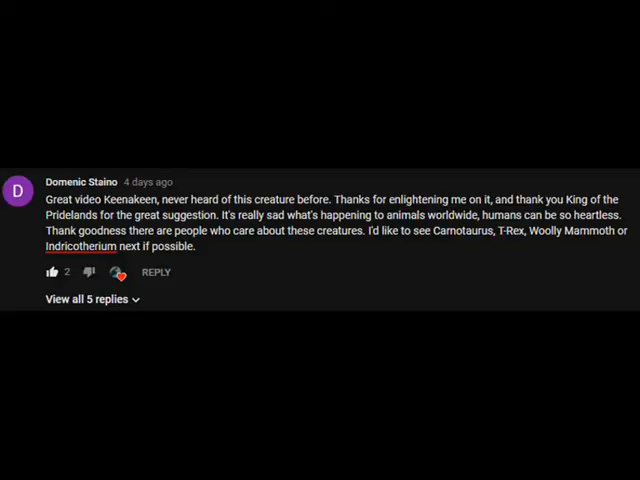 D
Domenic Staino 4 days ago
Great video Keenakeen, never heard of this creature before. Thanks for enlightening me on it, and thank you King of the
Pridelands for the great suggestion. It's really sad what's happening to animals worldwide, humans can be so heartless.
Thank goodness there are people who care about these creatures. I'd like to see Carnotaurus, T-Rex, Woolly Mammoth or
Indricotherium next if possible.
2 REPLY
View all 5 replies